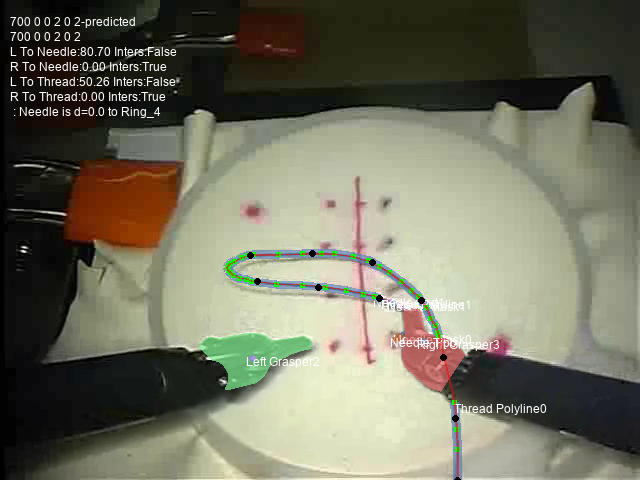 700 0 0 2 0 2-predicted
700 0 0 2 0 2
L To Needle:80.70 Inters:False
R To Needle:0.00 Inters:True
L To Thread:50.26 Inters:False
R To Thread:0.00 Inters:True
: Needle is d=0.0 to Ring_4
Left Grasper2
Thread Polyline0